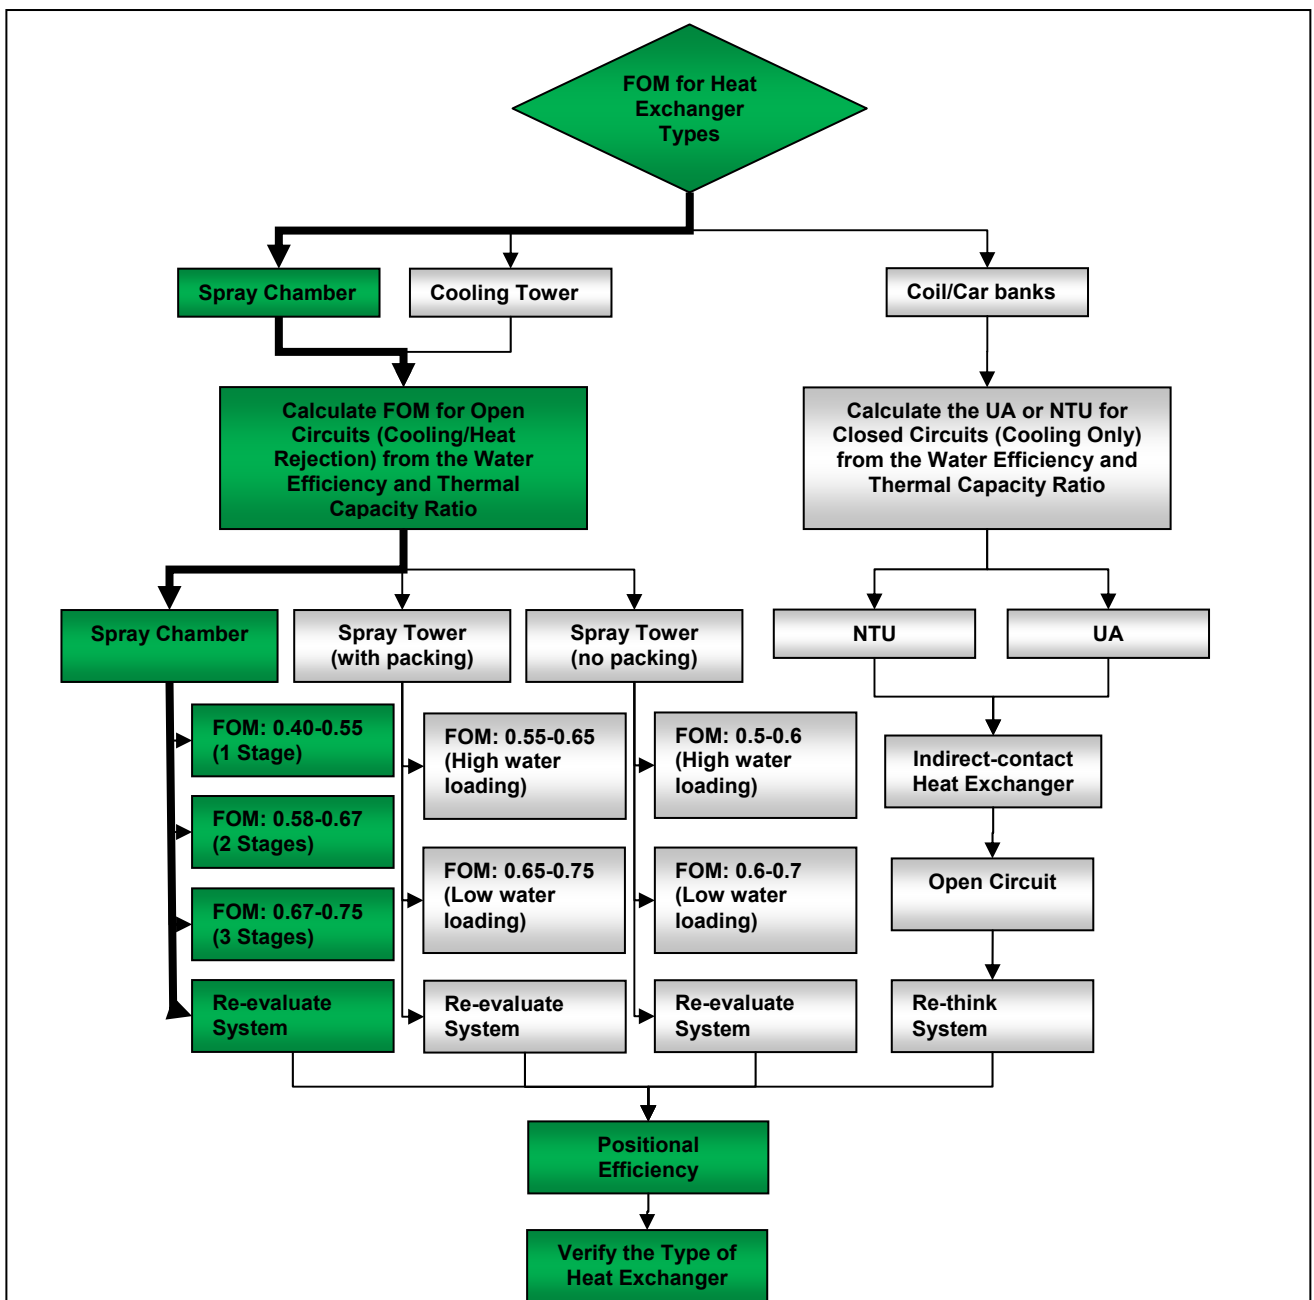 FOM for Heat
Exchanger
Types
Spray Chamber
Cooling Tower
Coil/Car banks
Calculate FOM for Open
Circuits (Cooling/Heat
Rejection) from the Water
Efficiency and Thermal
Capacity Ratio
Calculate the UA or NTU for
Closed Circuits (Cooling Only)
from the Water Efficiency and
Thermal Capacity Ratio
Spray Chamber
Spray Tower
(with packing)
Spray Tower
(no packing)
NTU
UA
FOM: 0.40-0.55
(1 Stage)
FOM: 0.55-0.65
(High water
loading)
FOM: 0.5-0.6
(High water
loading)
Indirect-contact
Heat Exchanger
FOM: 0.58-0.67
(2 Stages)
FOM: 0.65-0.75
(Low water
loading)
FOM: 0.6-0.7
(Low water
loading)
Open Circuit
FOM: 0.67-0.75
(3 Stages)
Re-evaluate
System
Re-evaluate
System
Re-evaluate
System
Re-think
System
Positional
Efficiency
Verify the Type of
Heat Exchanger